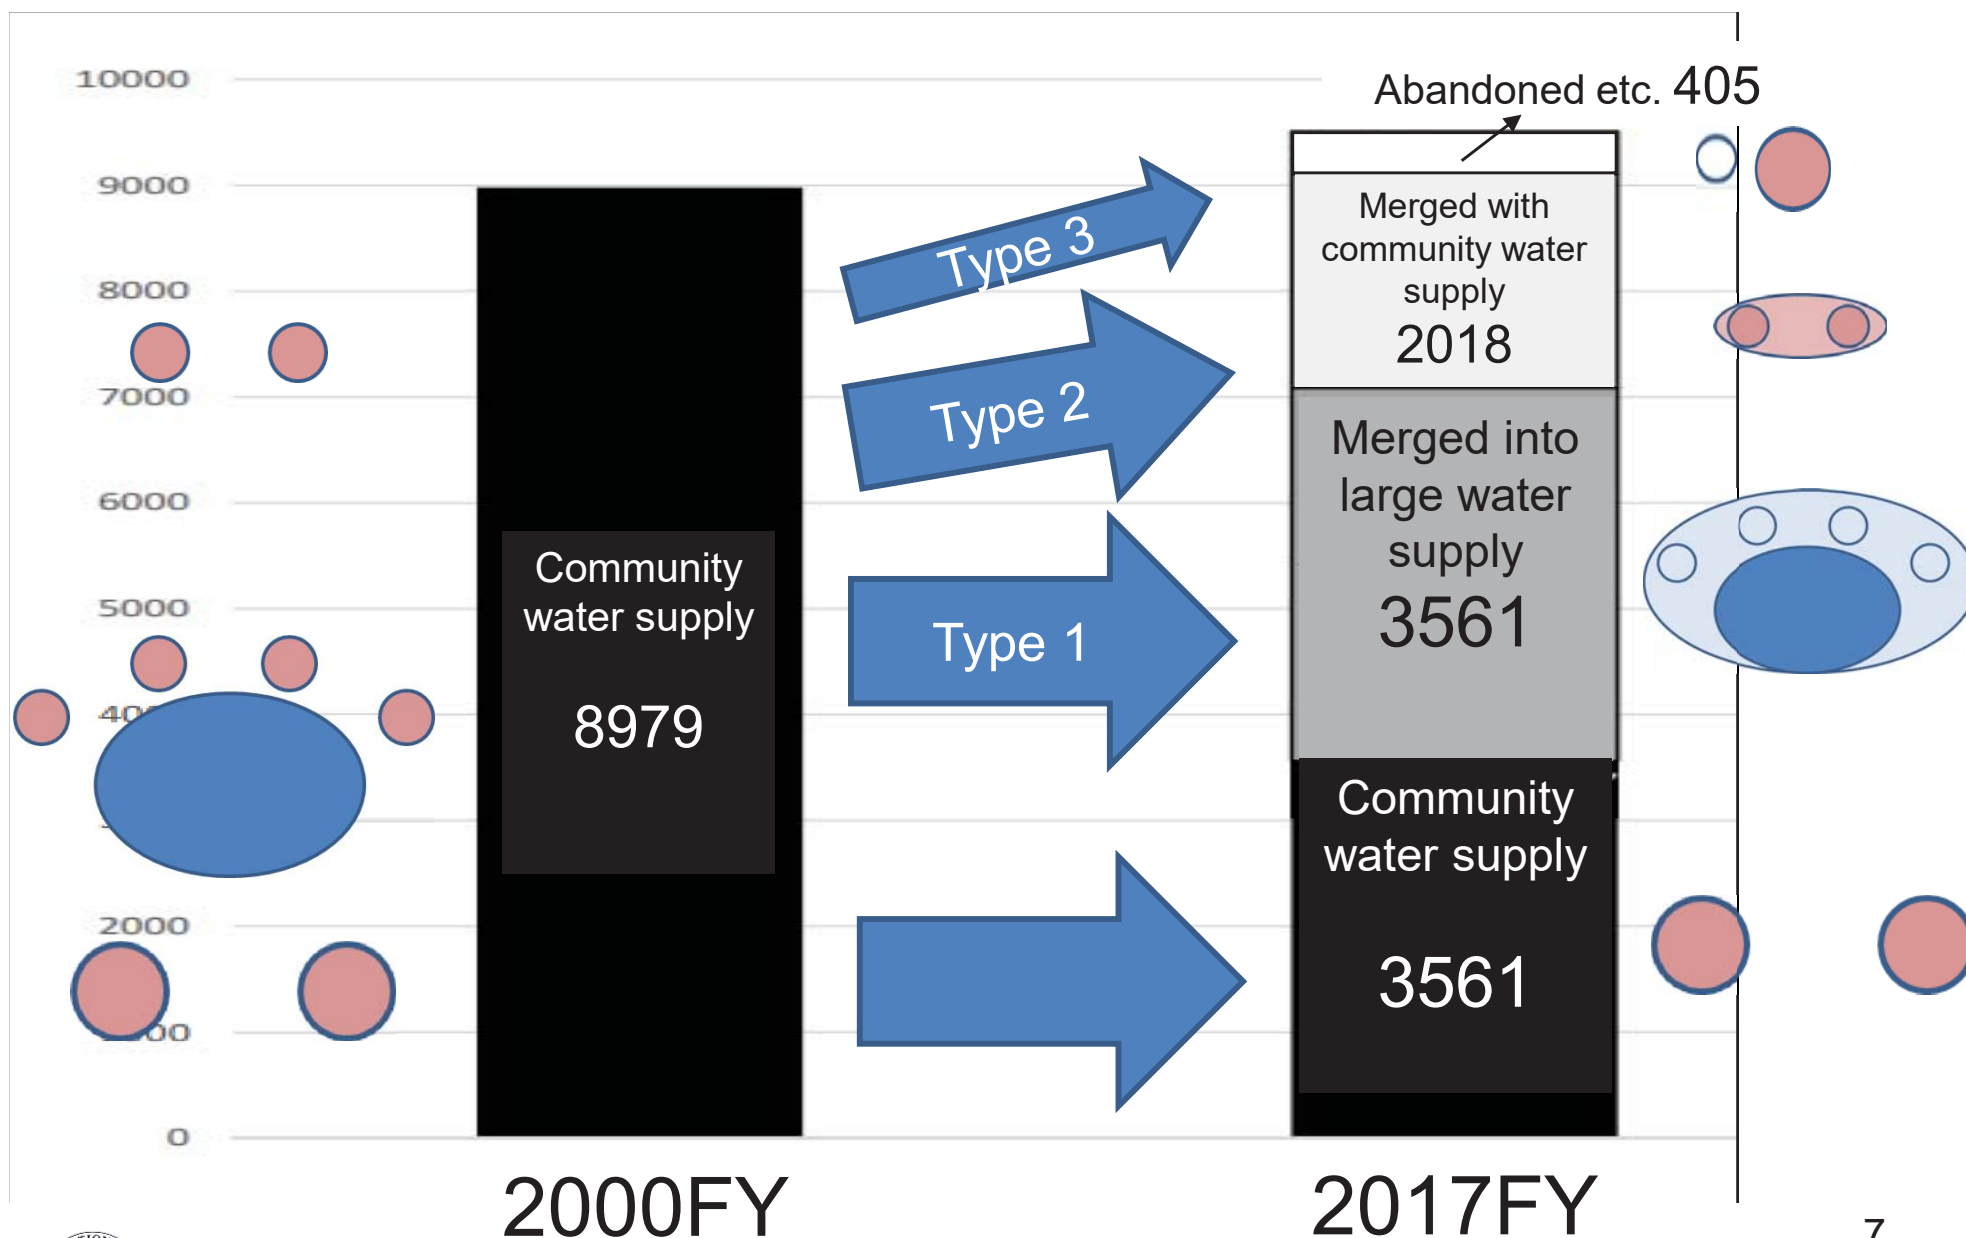 10000
9000
8000
7000
6000
5000
2000
0
Community
water supply
8979
Type 3
Type 2
Type 1
Abandoned etc. 405
Merged with
community water
supply
2018
Merged into
large water
supply
3561
Community
water supply
3561
2000FY
2017FY
7